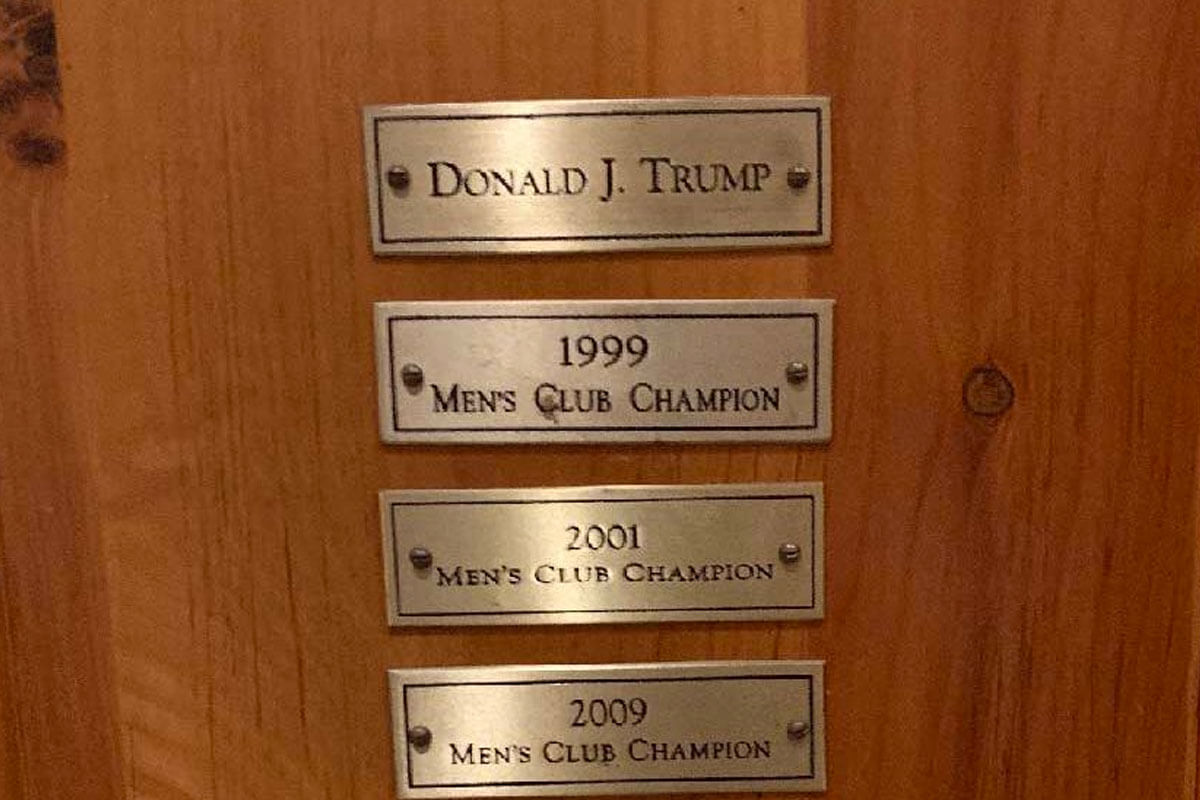 Donald J. Trump
1999
Men's Club Champion
2001
Men's Club Champion
2009
Men's Club Champion